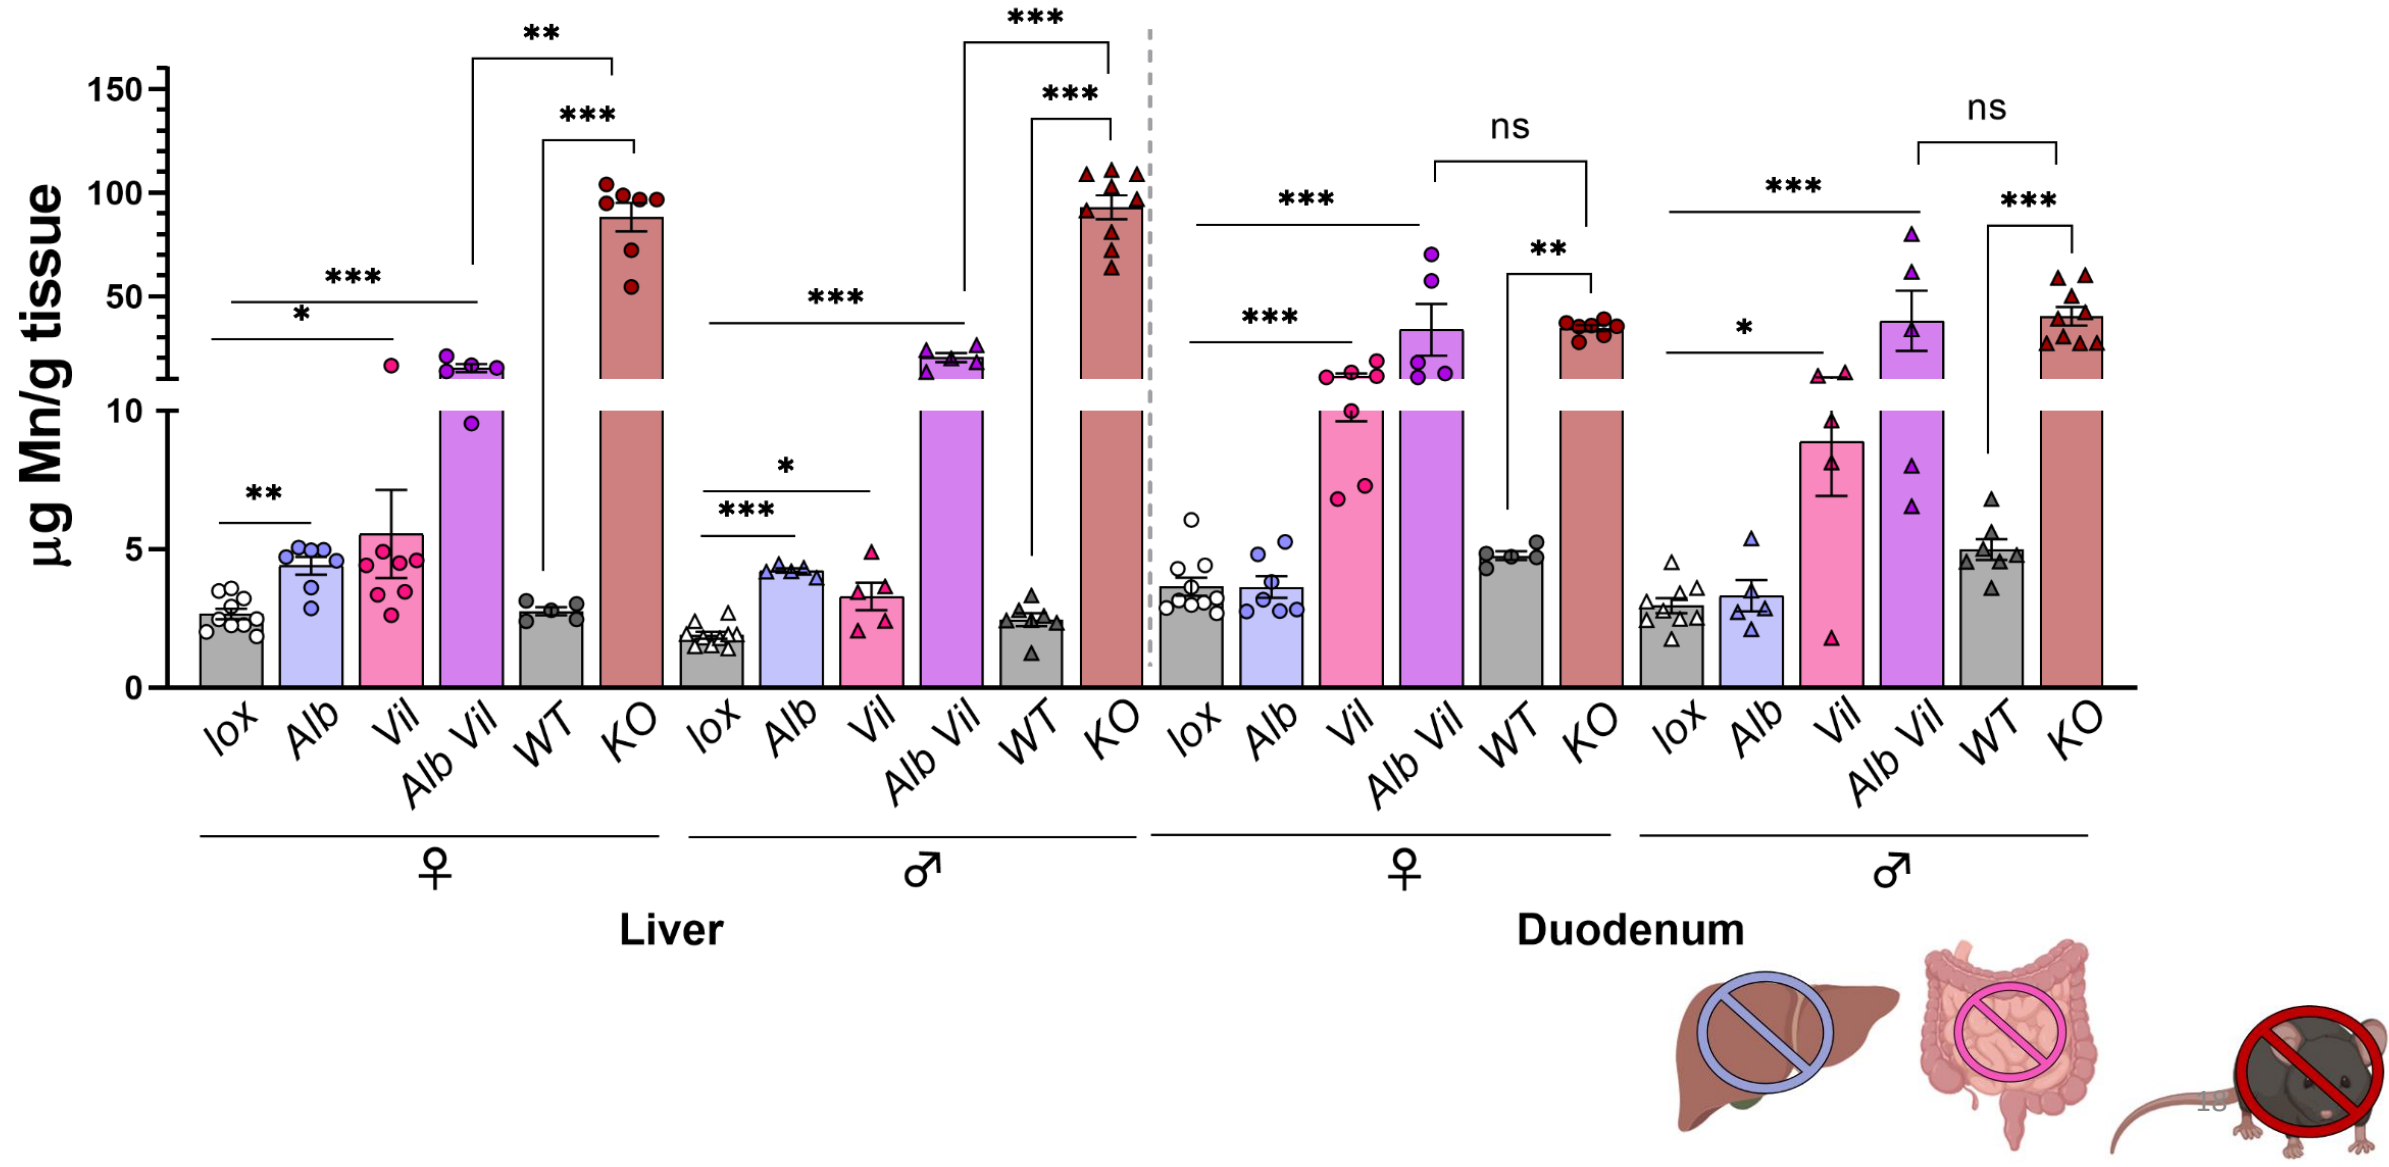 *** 
** 
150
*** ***
ns ns
100
*** *** ***
µg Mn/g tissue
**
***
50
* *** *** * 
10
** * ***
5
0
lox Alb Vil Alb Vil WT KO lox Alb Vil Alb Vil WT KO lox Alb Vil Alb Vil WT KO lox Alb Vil Alb Vil WT KO
♀ ♂ ♀ ♂
Liver Duodenum
18